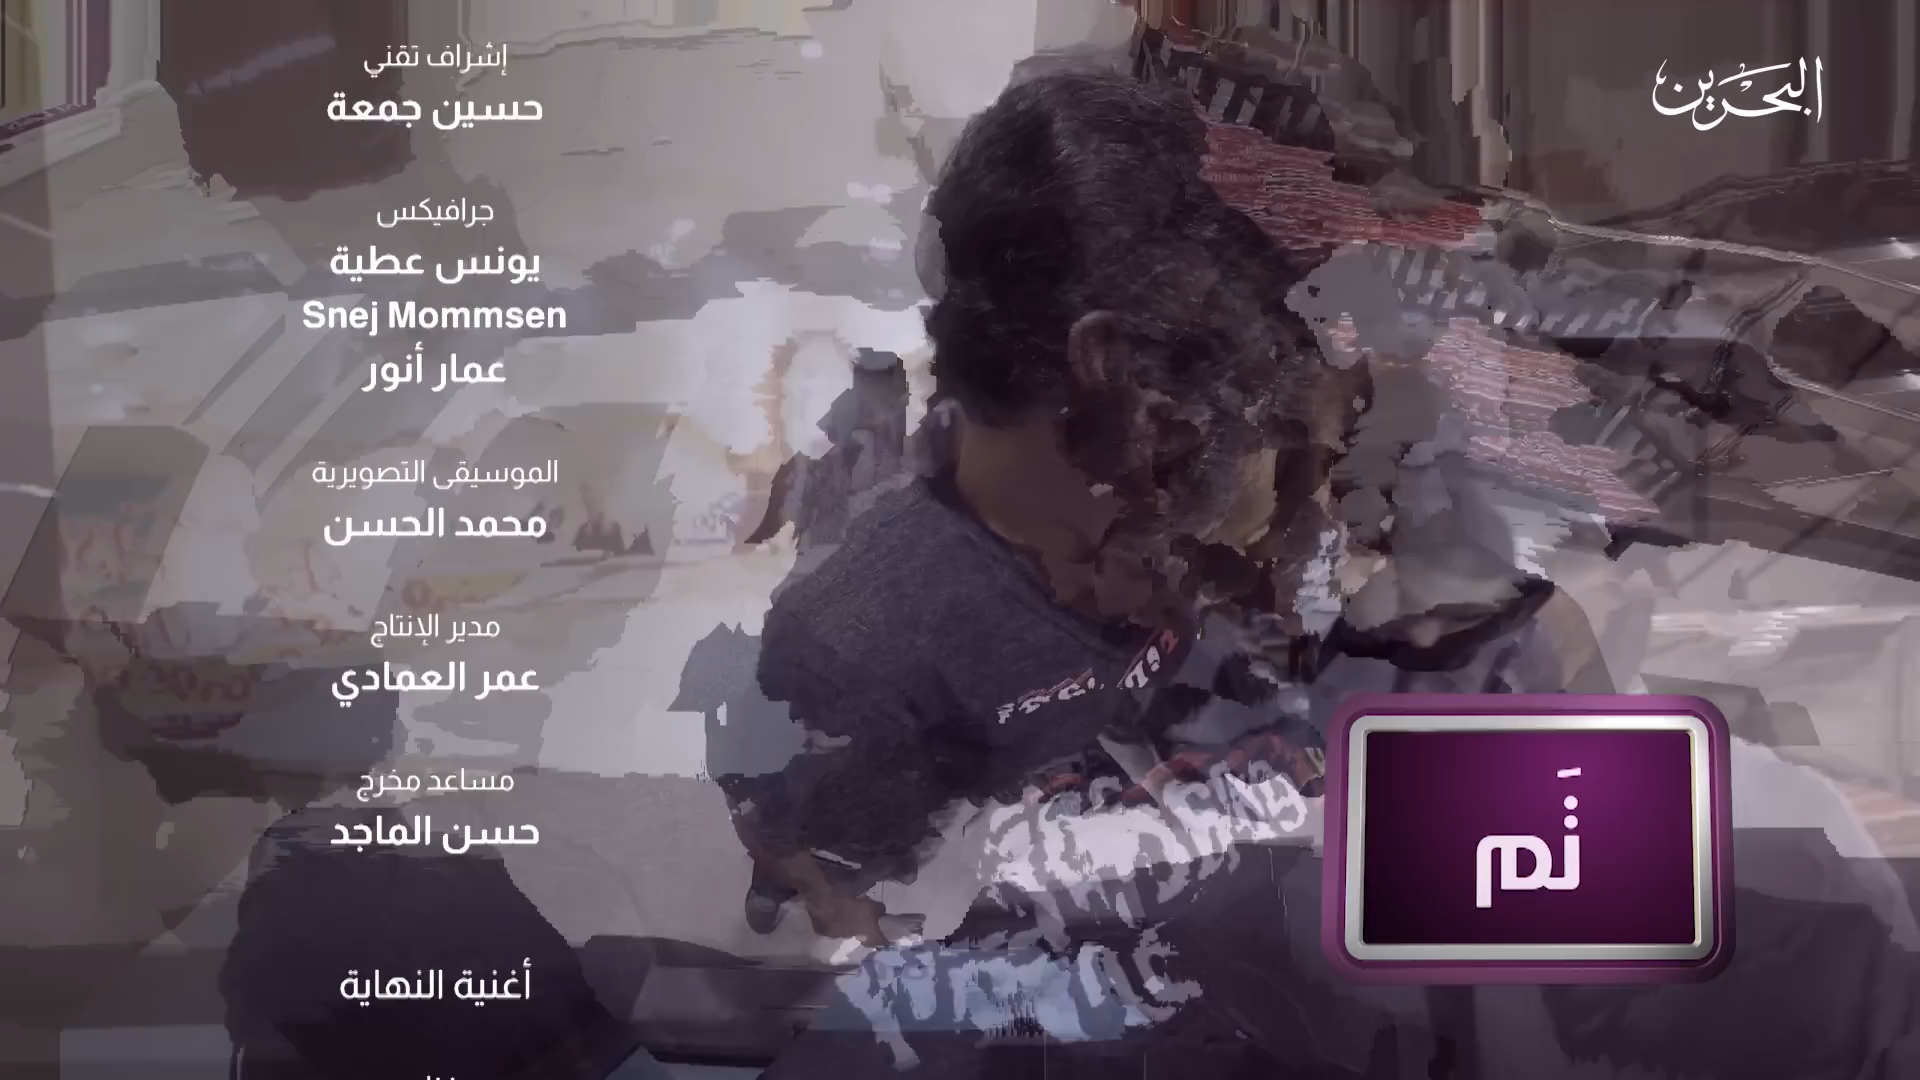 البحرين
إشراف تقني
حسين جمعة
جرافيكس
يونس عطية
Snej Mommsen
عمار أنور
الموسيقى التصويرية
محمد الحسن
مدير الإنتاج
عمر العمادي
مساعد مخرج
حسن الماجد
أغنية النهاية
تَم